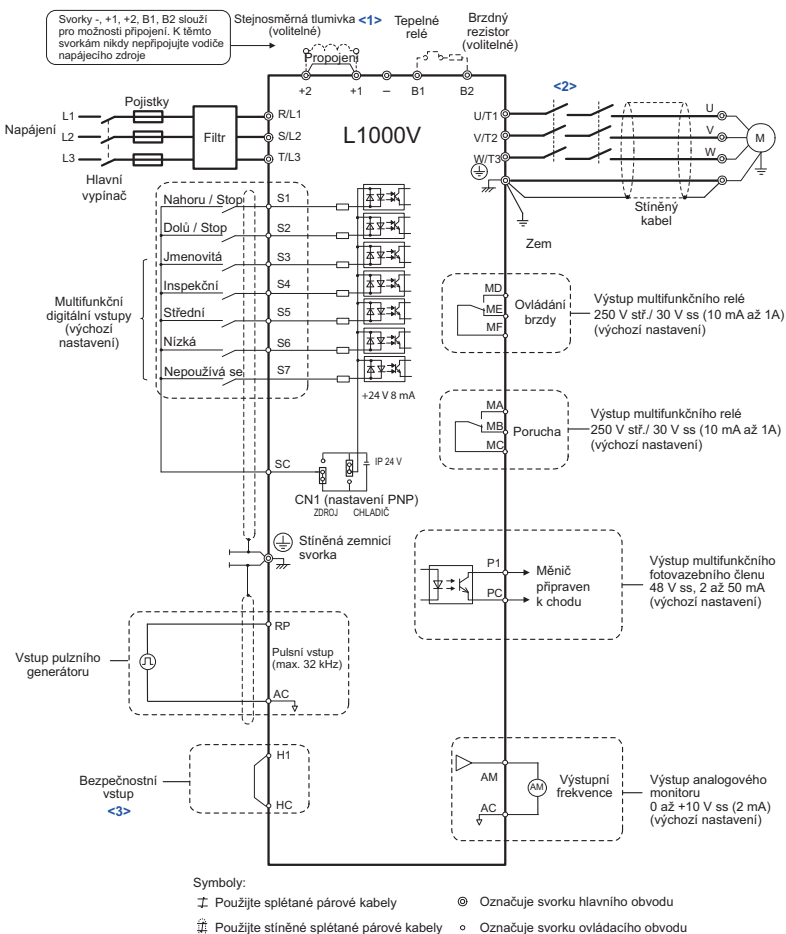 Svorky -, +1, +2, B1, B2 slouží
pro možnosti připojení. K těmto
svorkám nikdy nepřipojujte vodiče
napájecího zdroje
Stejnosměrná tlumivka <1>
(volitelné)
Tepelné
relé
Brzdný
rezistor
(volitelné)
Propojení
+2
+1
–
B1
B2
<2>
Napájení
L1
L2
L3
Pojistky
Filtr
Hlavní
vypínač
R/L1
S/L2
T/L3
L1000V
U/T1
V/T2
W/T3
U
V
W
M
Stíněný
kabel
Zem
Multifunkční
digitální vstupy
(výchozí
nastavení)
Nahoru / Stop
S1
Dolů / Stop
S2
Jmenovitá
S3
Inspekční
S4
Střední
S5
Nízká
S6
Nepoužívá se
S7
+24 V 8 mA
SC
IP 24 V
CN1 (nastavení PNP)
ZDROJ
CHLADIČ
Stíněná zemnicí
svorka
MD
ME
MF
Ovládání
brzdy
Výstup multifunkčního relé
250 V stř./ 30 V ss (10 mA až 1A)
(výchozí nastavení)
MA
MB
MC
Porucha
Výstup multifunkčního relé
250 V stř./ 30 V ss (10 mA až 1A)
(výchozí nastavení)
P1
PC
Měnič
připraven
k chodu
Výstup multifunkčního
fotovazebního členu
48 V ss, 2 až 50 mA
(výchozí nastavení)
Vstup pulzního
generátoru
RP
Pulsní vstup
(max. 32 kHz)
AC
Bezpečnostní
vstup
<3>
H1
HC
AM
AC
AM
Výstupní
frekvence
Výstup analogového
monitoru
0 až +10 V ss (2 mA)
(výchozí nastavení)
Symboly:
Použijte splétané párové kabely
Označuje svorku hlavního obvodu
Použijte stíněné splétané párové kabely
Označuje svorku ovládacího obvodu